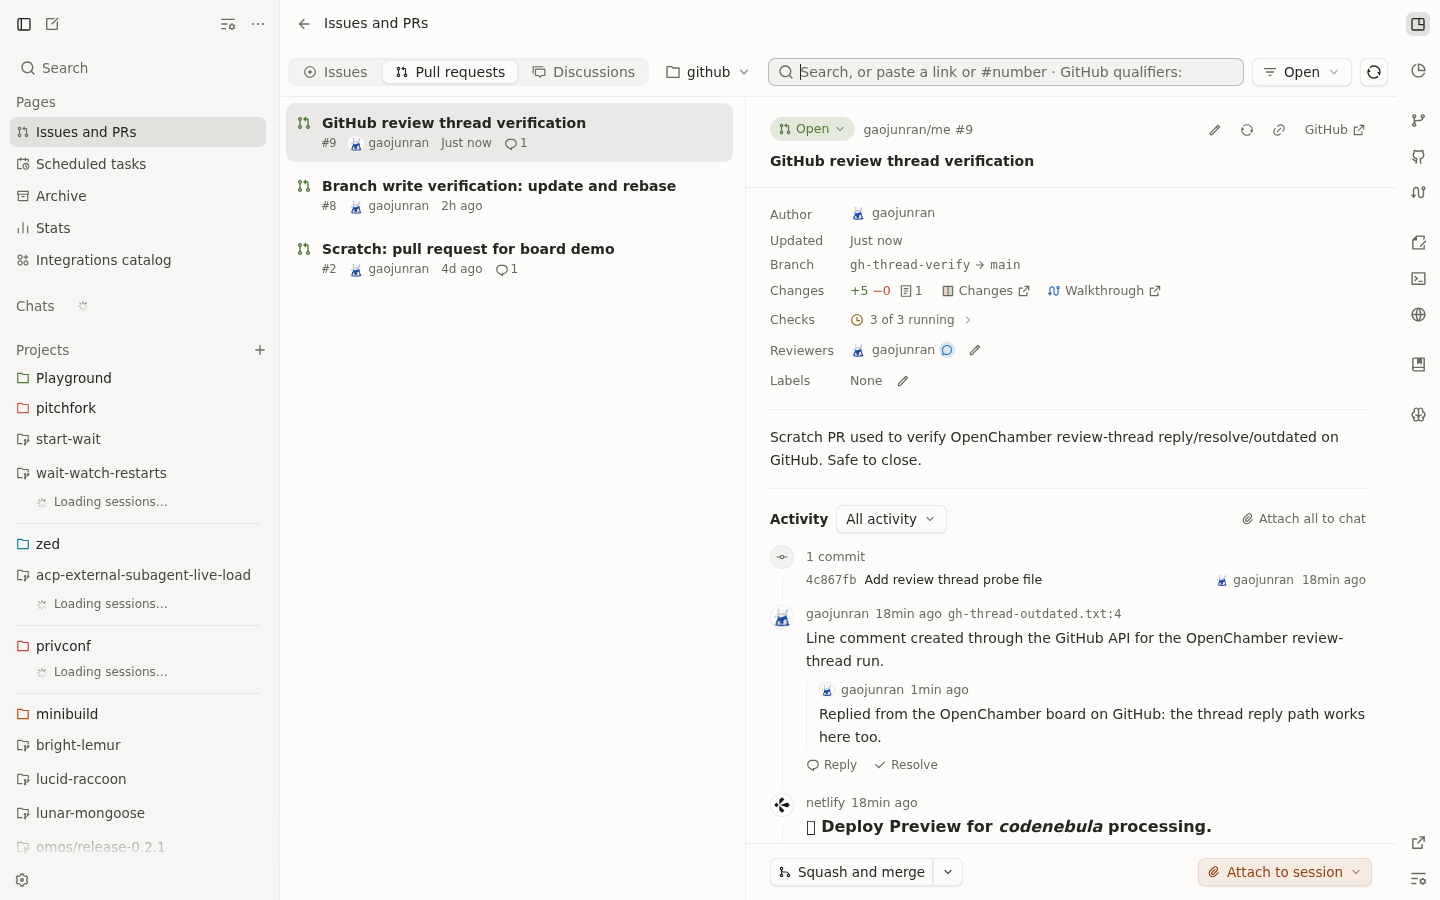 Issues and PRs
Search
Pages
Issues and PRs
Scheduled tasks
Archive
Stats
Integrations catalog
Chats
Projects
Playground
pitchfork
start-wait
wait-watch-restarts
Loading sessions...
zed
acp-external-subagent-live-load
Loading sessions...
privconf
Loading sessions...
minibuild
bright-lemur
lucid-raccoon
lunar-mongoose
omos/release-0.2.1
Issues
Pull requests
Discussions
github
Search, or paste a link or #number · GitHub qualifiers:
Open
GitHub review thread verification
#9 gaojunran Just now 1
Branch write verification: update and rebase
#8 gaojunran 2h ago
Scratch: pull request for board demo
#2 gaojunran 4d ago 1
Open gaojunran/me #9 GitHub
GitHub review thread verification
Author gaojunran
Updated Just now
Branch gh-thread-verify → main
Changes +5 −0 1 Changes Walkthrough
Checks 3 of 3 running
Reviewers gaojunran
Labels None
Scratch PR used to verify OpenChamber review-thread reply/resolve/outdated on
GitHub. Safe to close.
Activity All activity Attach all to chat
1 commit
4c867fb Add review thread probe file gaojunran 18min ago
gaojunran 18min ago gh-thread-outdated.txt:4
Line comment created through the GitHub API for the OpenChamber review-
thread run.
gaojunran 1min ago
Replied from the OpenChamber board on GitHub: the thread reply path works
here too.
Reply Resolve
netlify 18min ago
Deploy Preview for codenebula processing.
Squash and merge
Attach to session